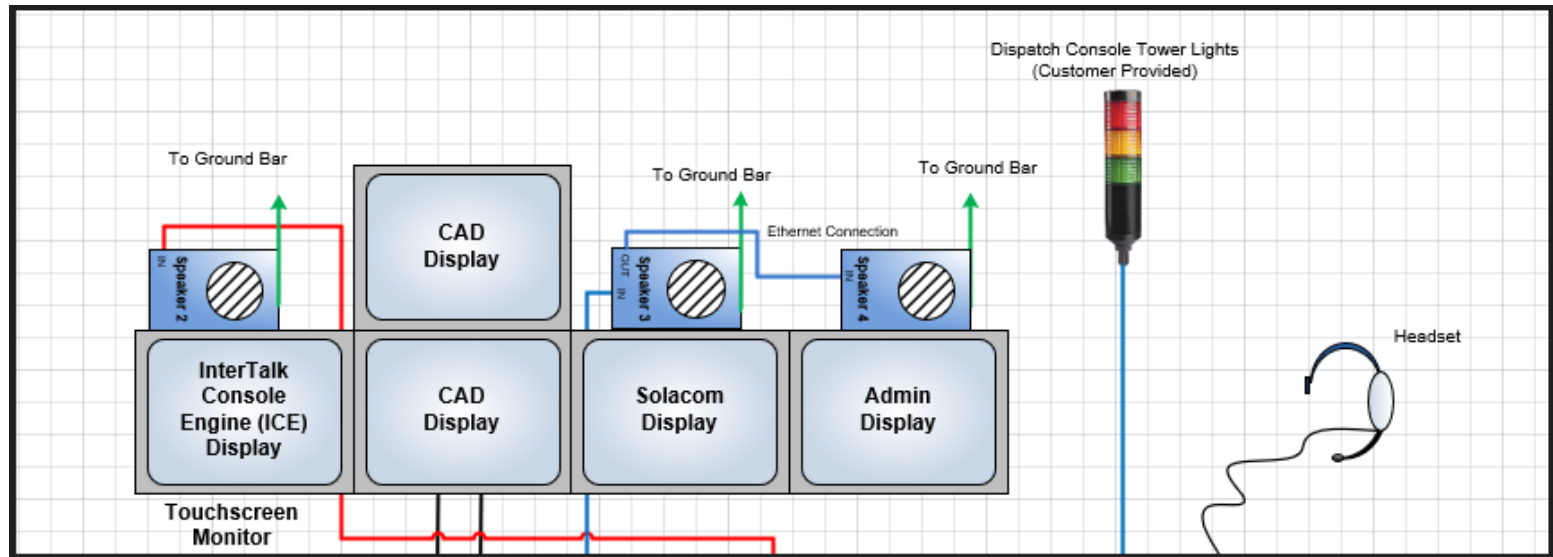 Dispatch Console Tower Lights
(Customer Provided)
To Ground Bar
To Ground Bar
To Ground Bar
CAD
Display
Ethernet Connection
IN
Speaker 2
OUT
IN
Speaker 3
IN
Speaker 4
Headset
InterTalk
Console
Engine (ICE)
Display
CAD
Display
Solacom
Display
Admin
Display
Touchscreen
Monitor